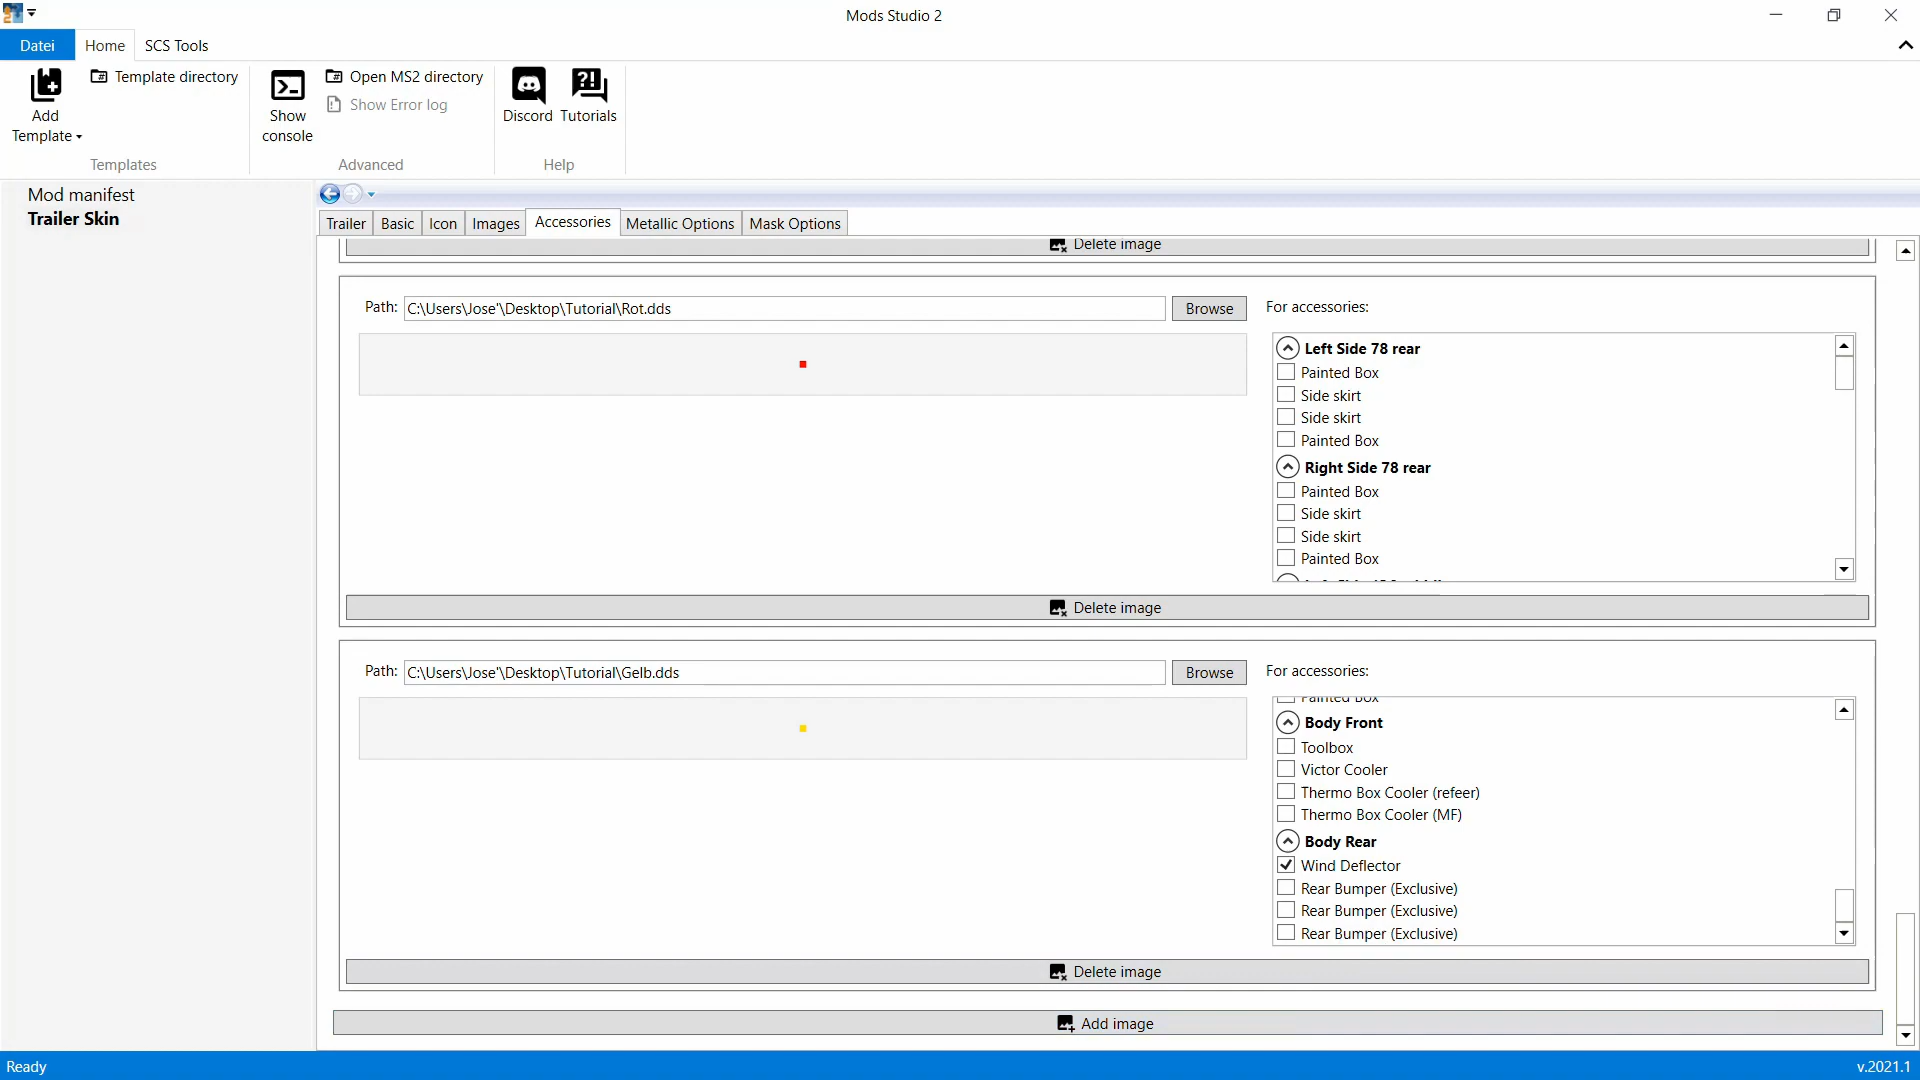 Mods Studio 2
Datei
Home
SCS Tools
Add
Template
Template directory
Templates
Show
console
Open MS2 directory
Show Error log
Advanced
Discord
Tutorials
Help
Mod manifest
Trailer Skin
Trailer
Basic
Icon
Images
Accessories
Metallic Options
Mask Options
Delete image
Path:
C:\Users\Jose'\Desktop\Tutorial\Rot.dds
Browse
For accessories:
Left Side 78 rear
Painted Box
Side skirt
Side skirt
Painted Box
Right Side 78 rear
Painted Box
Side skirt
Side skirt
Painted Box
Delete image
Path:
C:\Users\Jose'\Desktop\Tutorial\Gelb.dds
Browse
For accessories:
Painted Box
Body Front
Toolbox
Victor Cooler
Thermo Box Cooler (refeer)
Thermo Box Cooler (MF)
Body Rear
Wind Deflector
Rear Bumper (Exclusive)
Rear Bumper (Exclusive)
Rear Bumper (Exclusive)
Delete image
Add image
Ready
v.2021.1